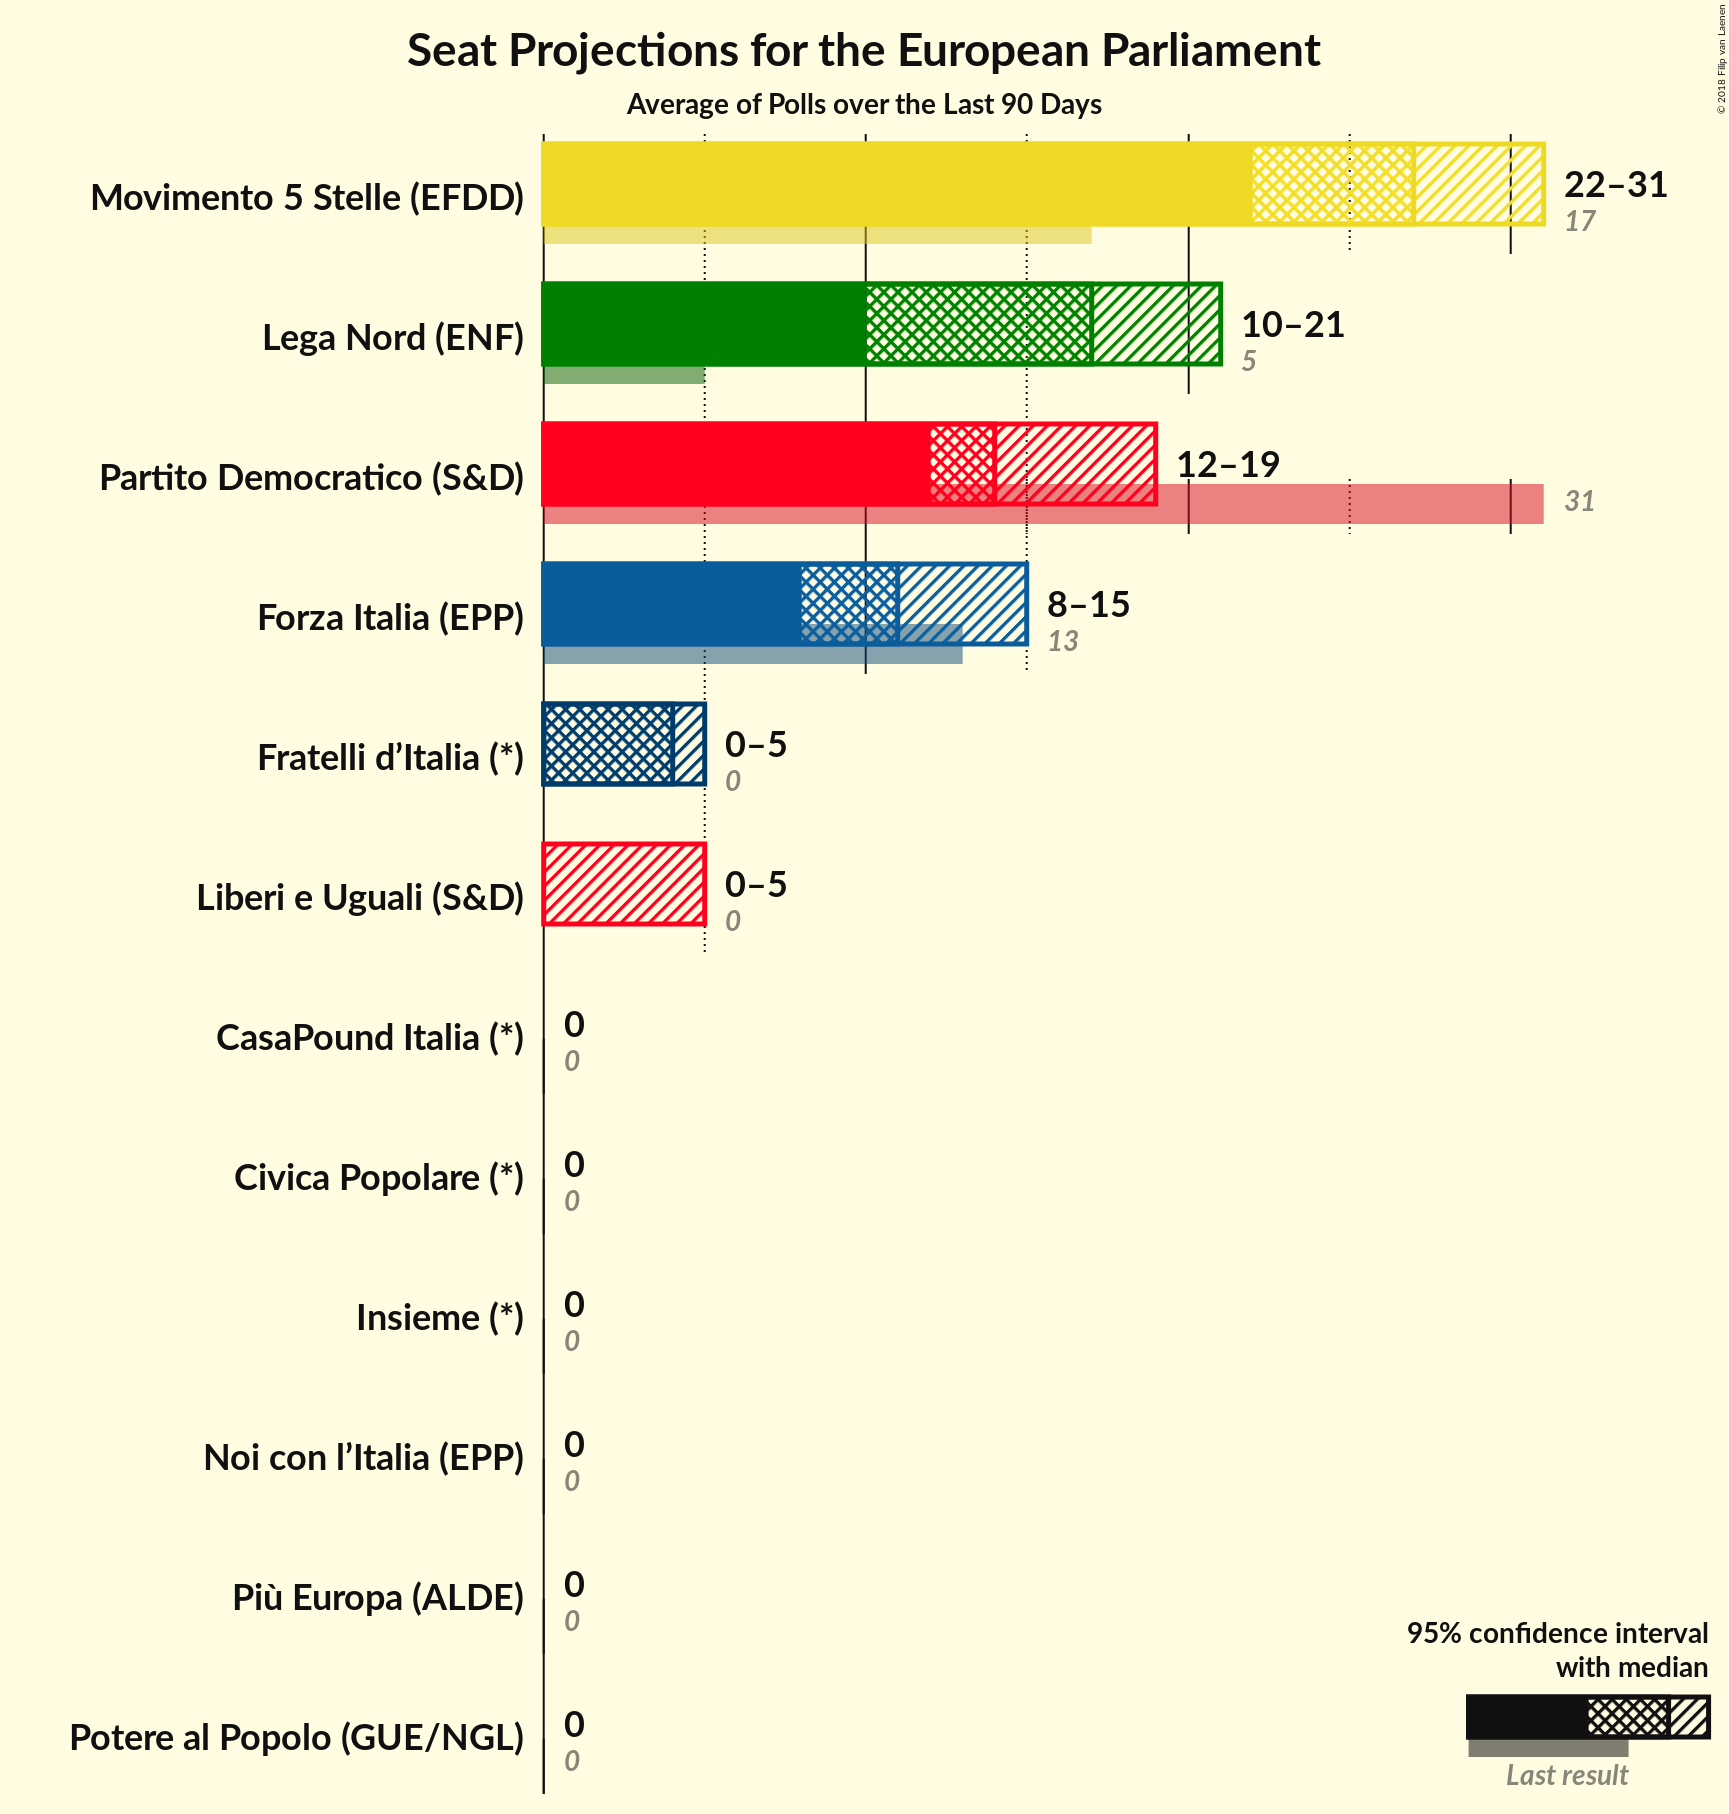 Seat Projections for the European Parliament
Average of Polls over the Last 90 Days
© 2018 Filip van Laenen
Movimento 5 Stelle (EFDD)
22–31
17
Lega Nord (ENF)
10–21
5
Partito Democratico (S&D)
12–19
31
Forza Italia (EPP)
8–15
13
Fratelli d’Italia (*)
0–5
0
Liberi e Uguali (S&D)
0–5
0
CasaPound Italia (*)
0
0
Civica Popolare (*)
0
0
Insieme (*)
0
0
Noi con l’Italia (EPP)
0
0
Più Europa (ALDE)
0
0
Potere al Popolo (GUE/NGL)
0
0
95% confidence interval
with median
Last result